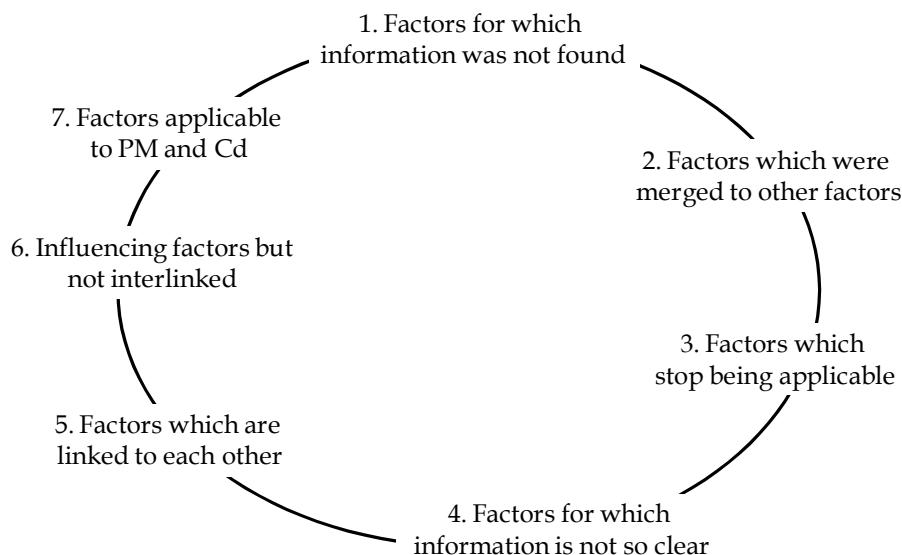 1. Factors for which
information was not found
2. Factors which were
merged to other factors
3. Factors which
stop being applicable
4. Factors for which
information is not so clear
5. Factors which are
linked to each other
6. Influencing factors but
not interlinked
7. Factors applicable
to PM and Cd